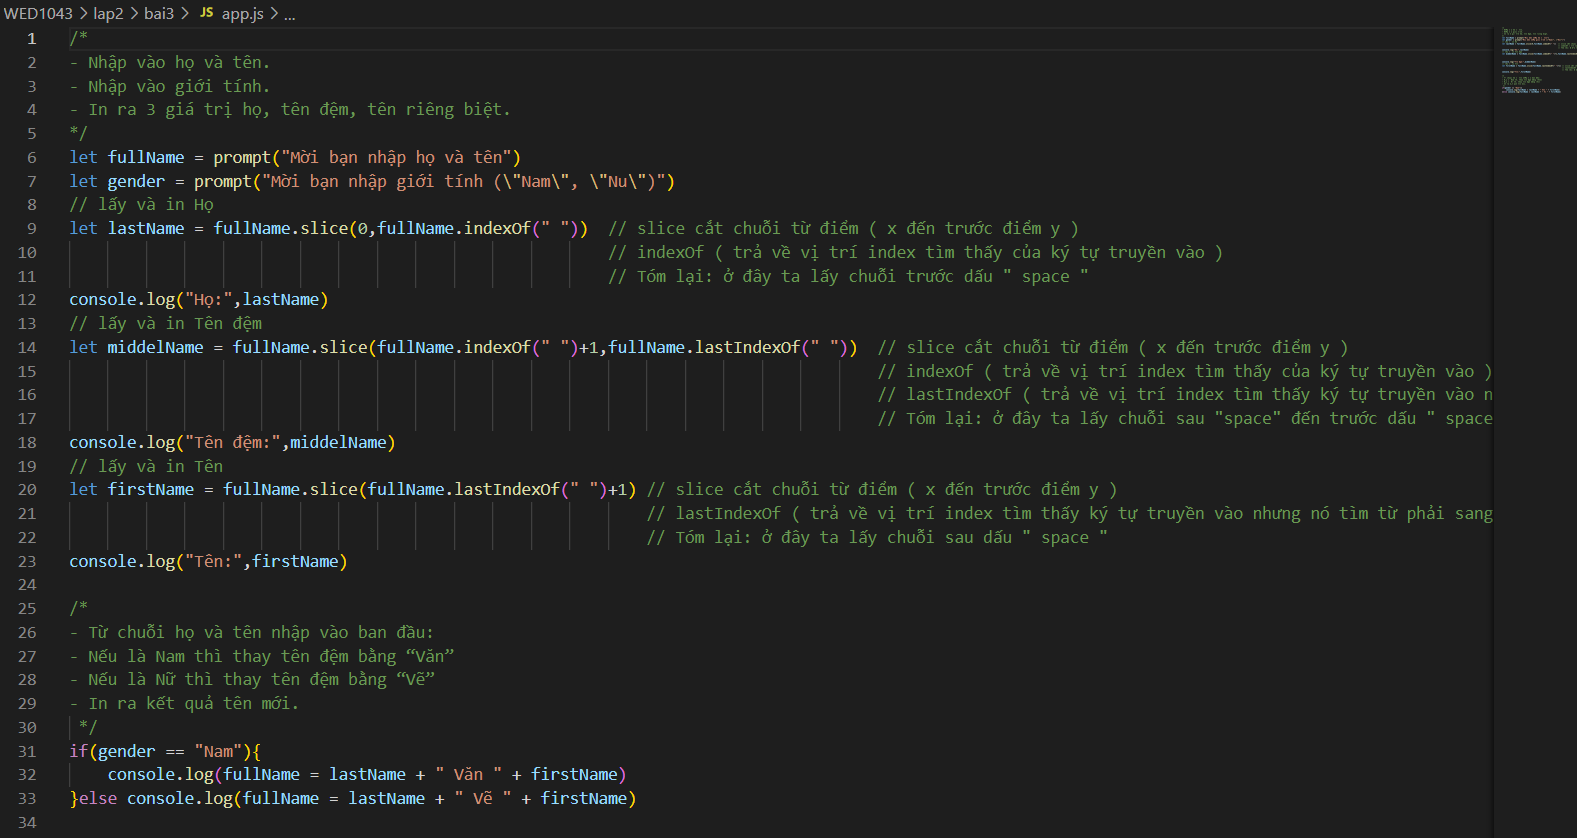 WED1043 > lap2 > bai3 > JS app.js > ...
1 /*
2 - Nhập vào họ và tên.
3 - Nhập vào giới tính.
4 - In ra 3 giá trị họ, tên đệm, tên riêng biệt.
5 */
6 let fullName = prompt("Mời bạn nhập họ và tên")
7 let gender = prompt("Mời bạn nhập giới tính (\"Nam\", \"Nu\")")
8 // lấy và in Họ
9 let lastName = fullName.slice(0,fullName.indexOf(" ")) // slice cắt chuỗi từ điểm ( x đến trước điểm y )
10 // indexOf ( trả về vị trí index tìm thấy của ký tự truyền vào )
11 // Tóm lại: ở đây ta lấy chuỗi trước dấu " space "
12 console.log("Họ:",lastName)
13 // lấy và in Tên đệm
14 let middelName = fullName.slice(fullName.indexOf(" ")+1,fullName.lastIndexOf(" ")) // slice cắt chuỗi từ điểm ( x đến trước điểm y )
15 // indexOf ( trả về vị trí index tìm thấy của ký tự truyền vào )
16 // lastIndexOf ( trả về vị trí index tìm thấy ký tự truyền vào n
17 // Tóm lại: ở đây ta lấy chuỗi sau "space" đến trước dấu " space
18 console.log("Tên đệm:",middelName)
19 // lấy và in Tên
20 let firstName = fullName.slice(fullName.lastIndexOf(" ")+1) // slice cắt chuỗi từ điểm ( x đến trước điểm y )
21 // lastIndexOf ( trả về vị trí index tìm thấy ký tự truyền vào nhưng nó tìm từ phải sang
22 // Tóm lại: ở đây ta lấy chuỗi sau dấu " space "
23 console.log("Tên:",firstName)
24
25 /*
26 - Từ chuỗi họ và tên nhập vào ban đầu:
27 - Nếu là Nam thì thay tên đệm bằng “Văn”
28 - Nếu là Nữ thì thay tên đệm bằng “Vẽ”
29 - In ra kết quả tên mới.
30 */
31 if(gender == "Nam"){
32 console.log(fullName = lastName + " Văn " + firstName)
33 }else console.log(fullName = lastName + " Vẽ " + firstName)
34